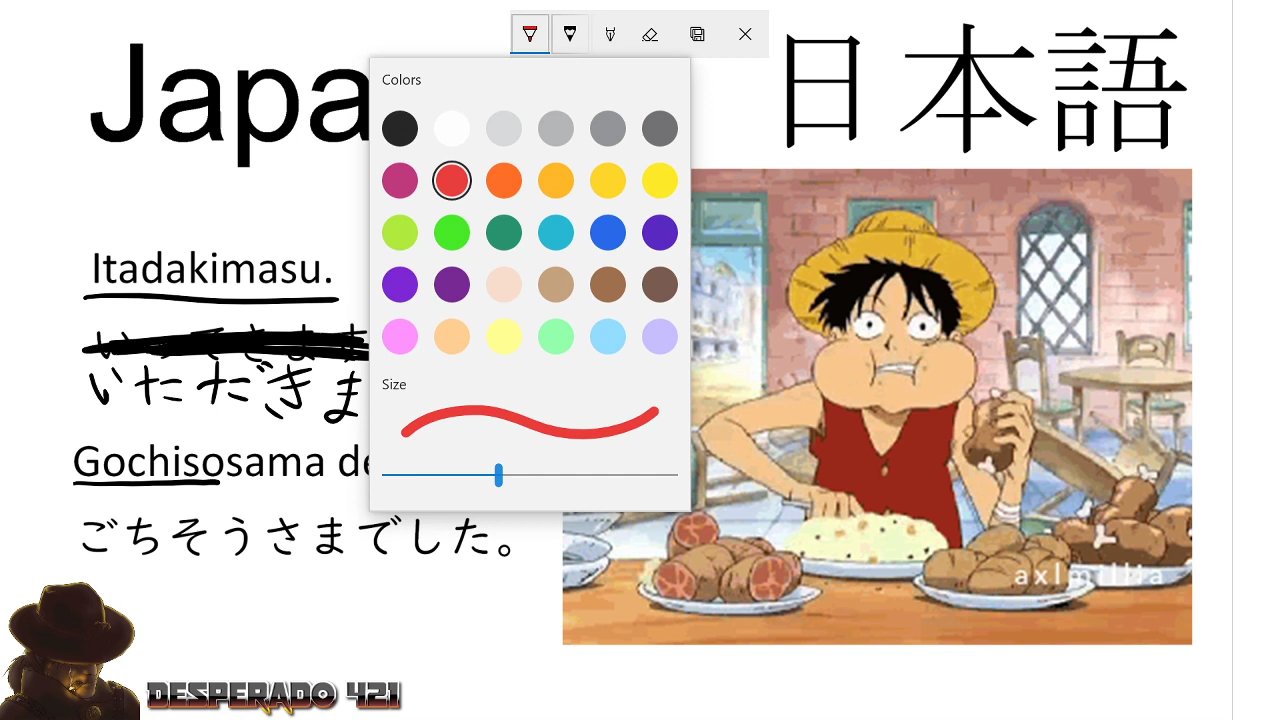 Japa
日本語
Colors
Itadakimasu.
いただきま
Size
Gochisosama de
ごちそうさまでした。
axlmillia
DESPERADO 421